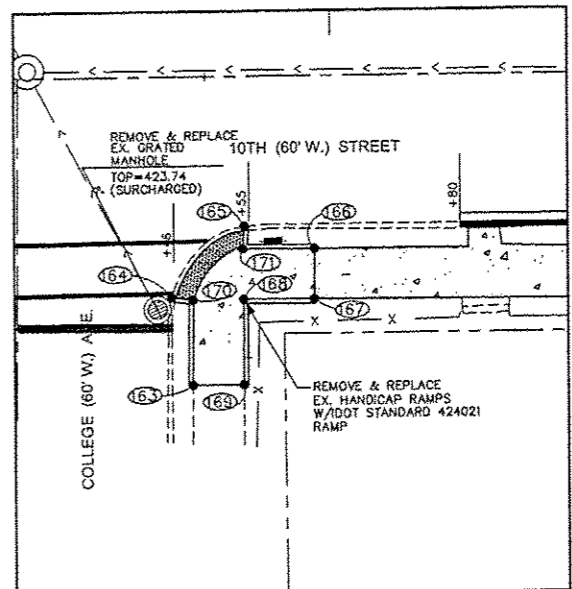 REMOVE & REPLACE
EX. GRATED
MANHOLE
TOP=423.74
(SURCHARGED)
10TH (60' W.) STREET
+55
+80
165
166
164
171
168
170
167
163
169
X
X
X
X
REMOVE & REPLACE
EX. HANDICAP RAMPS
W/IDOT STANDARD 424021
RAMP
COLLEGE (60' W.) AVE.